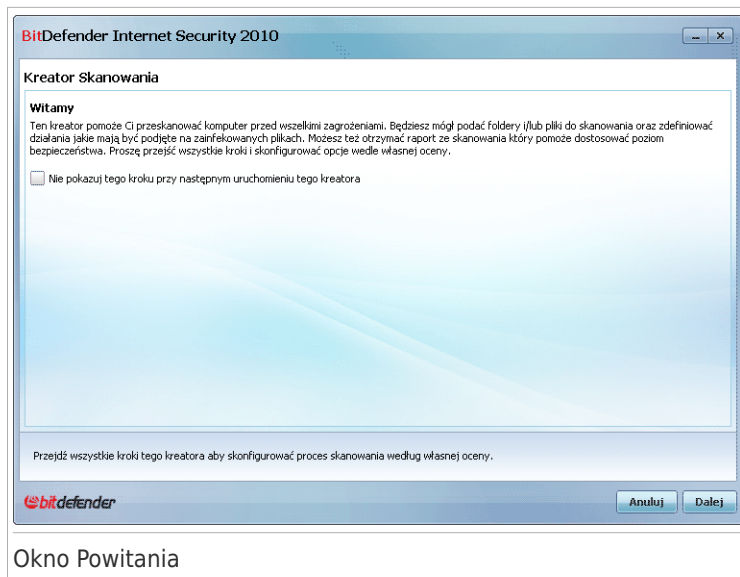 BitDefender Internet Security 2010
Kreator Skanowania
Witamy
Ten kreator pomoże Ci przeskanować komputer przed wszelkimi zagrożeniami. Będziesz mógł podać foldery i/lub pliki do skanowania oraz zdefiniować
działania jakie mają być podjęte na zainfekowanych plikach. Możesz też otrzymać raport ze skanowania który pomoże dostosować poziom
bezpieczeństwa. Proszę przejść wszystkie kroki i skonfigurować opcje wedle własnej oceny.
Nie pokazuj tego kroku przy następnym uruchomieniu tego kreatora
Przejdź wszystkie kroki tego kreatora aby skonfigurować proces skanowania według własnej oceny.
bitdefender
Anuluj Dalej
Okno Powitania